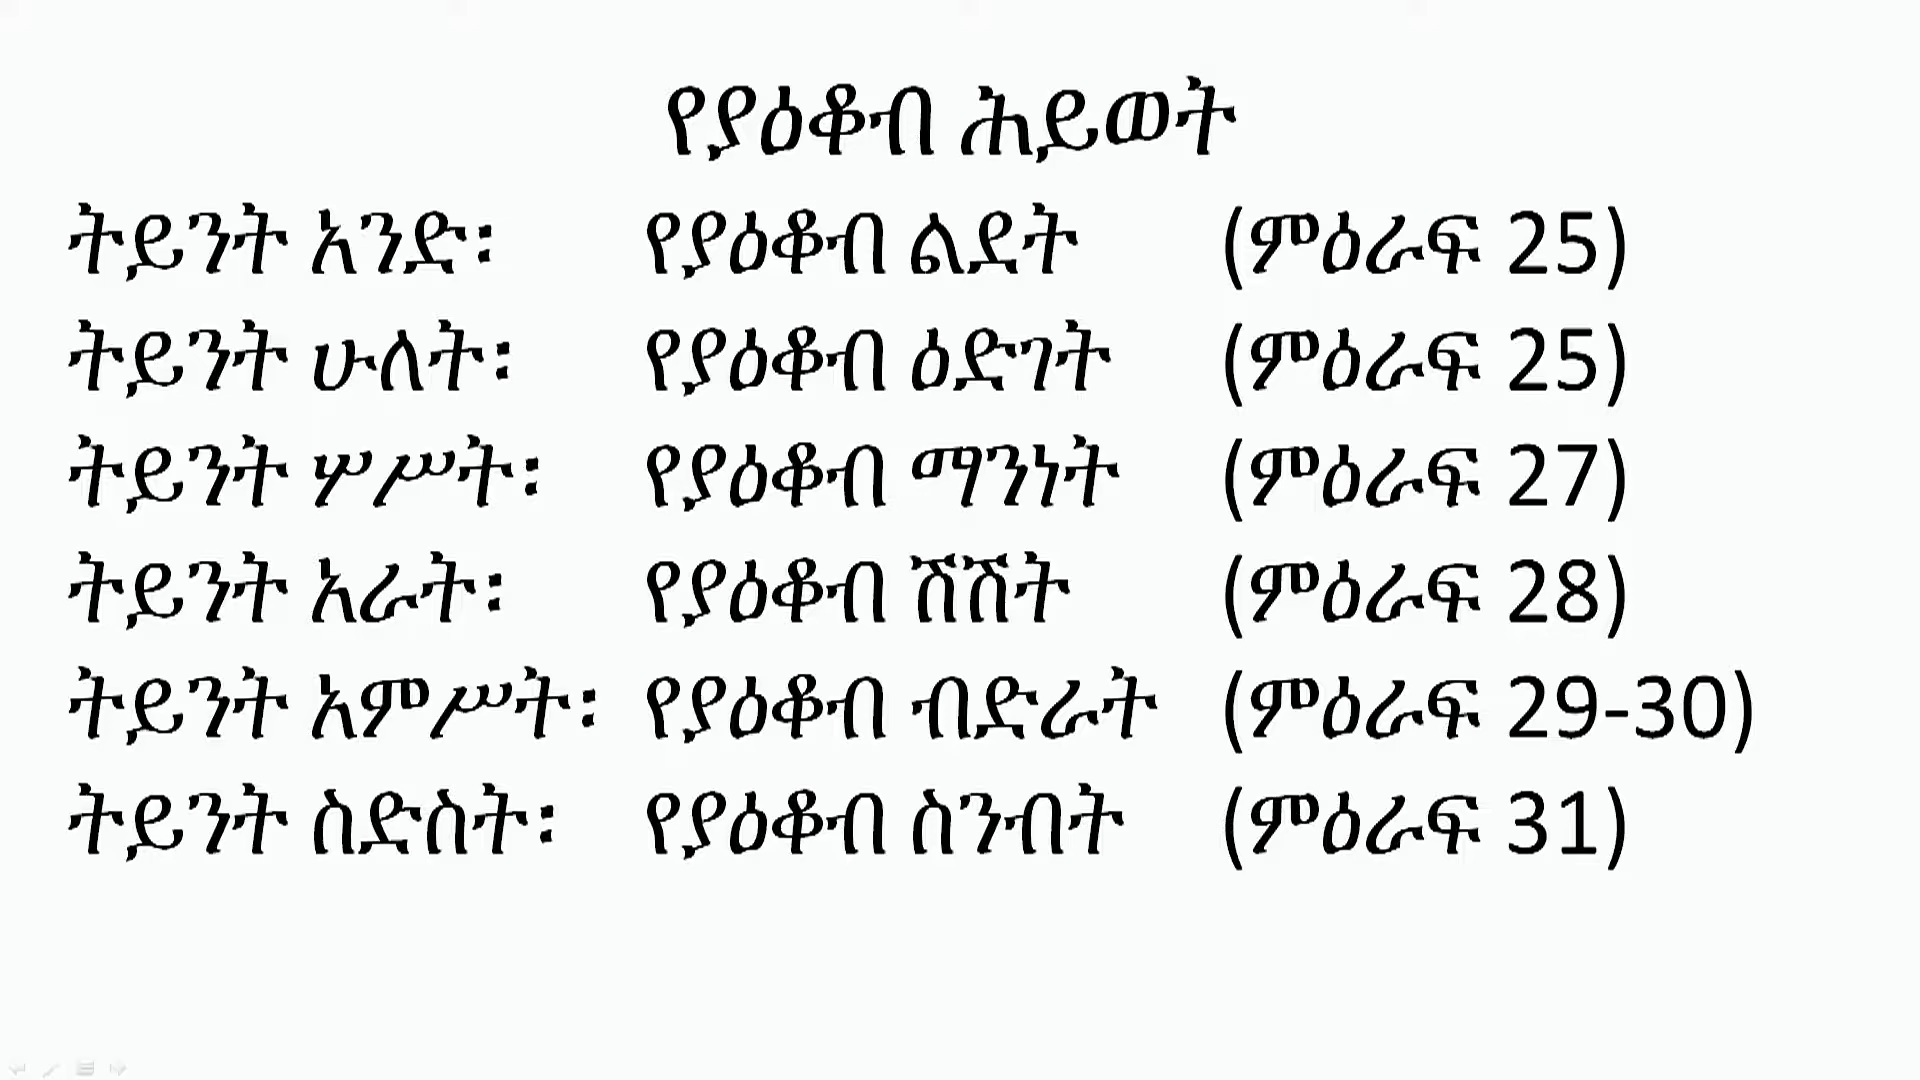 የያዕቆብ ሕይወት
ትይንት አንድ፡ የያዕቆብ ልደት (ምዕራፍ 25)
ትይንት ሁለት፡ የያዕቆብ ዕድገት (ምዕራፍ 25)
ትይንት ሦሥት፡ የያዕቆብ ማንነት (ምዕራፍ 27)
ትይንት አራት፡ የያዕቆብ ሽሽት (ምዕራፍ 28)
ትይንት አምሥት፡ የያዕቆብ ብድራት (ምዕራፍ 29-30)
ትይንት ስድስት፡ የያዕቆብ ስንብት (ምዕራፍ 31)